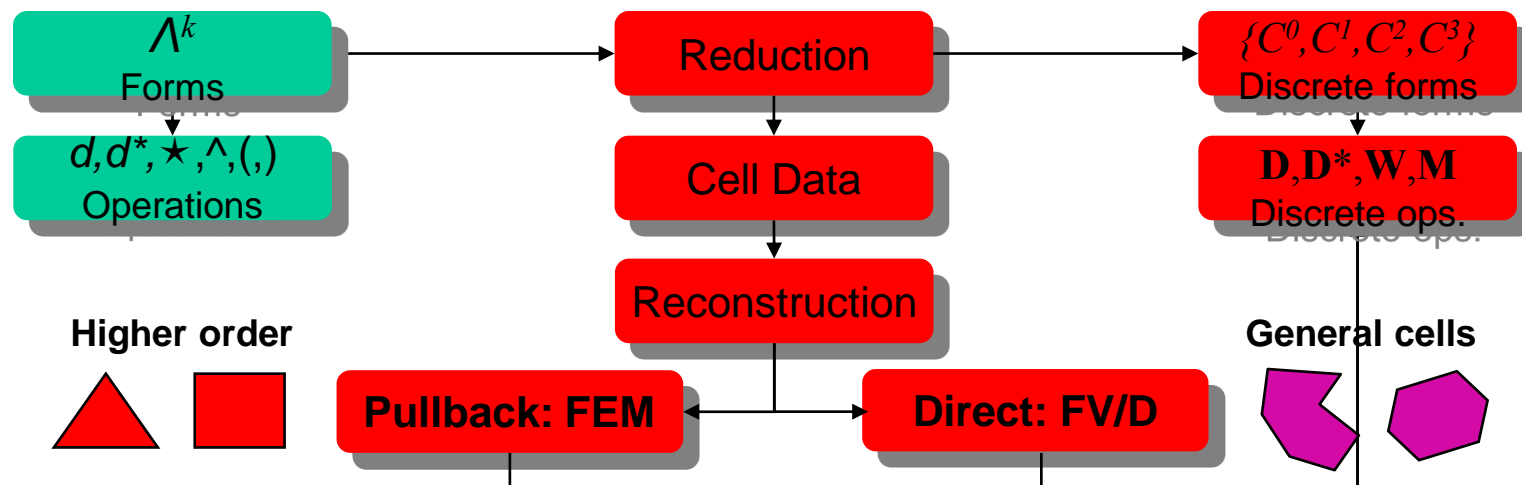 Λ^k
Forms
d,d*,★,^,(,)
Operations
Reduction
Cell Data
Reconstruction
{C^0,C^1,C^2,C^3}
Discrete forms
D,D*,W,M
Discrete ops.
Higher order
General cells
Pullback: FEM
Direct: FV/D